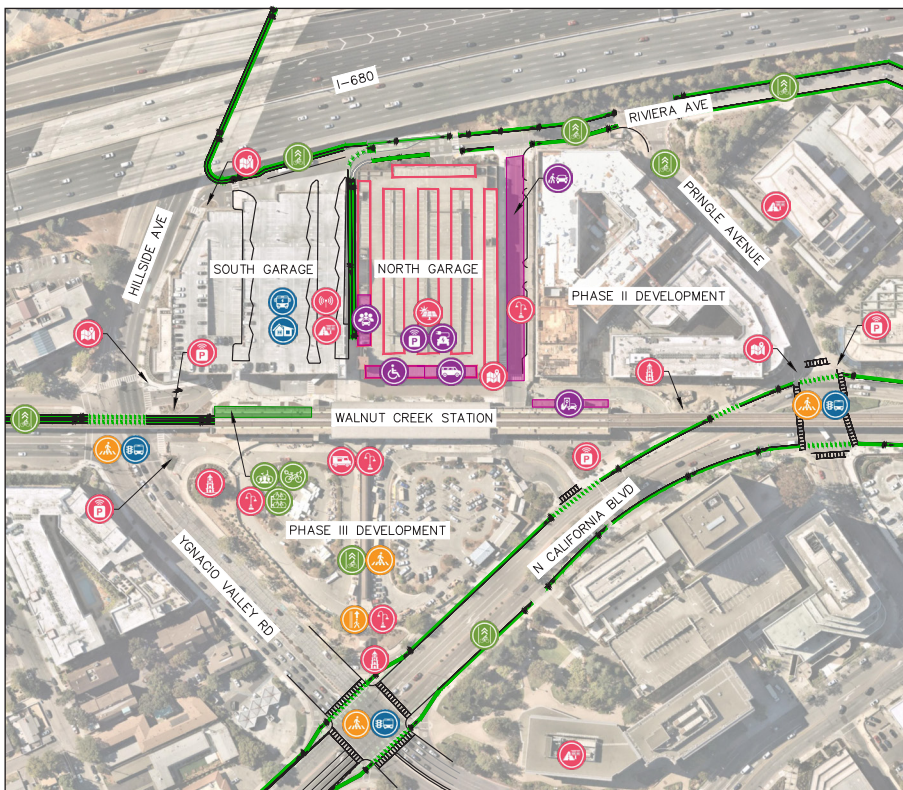 I-680
RIVIERA AVE
HILLSIDE AVE
PRINGLE AVENUE
SOUTH GARAGE
NORTH GARAGE
PHASE II DEVELOPMENT
P
P
P
WALNUT CREEK STATION
P
P
PHASE III DEVELOPMENT
N CALIFORNIA BLVD
YGNACIO VALLEY RD